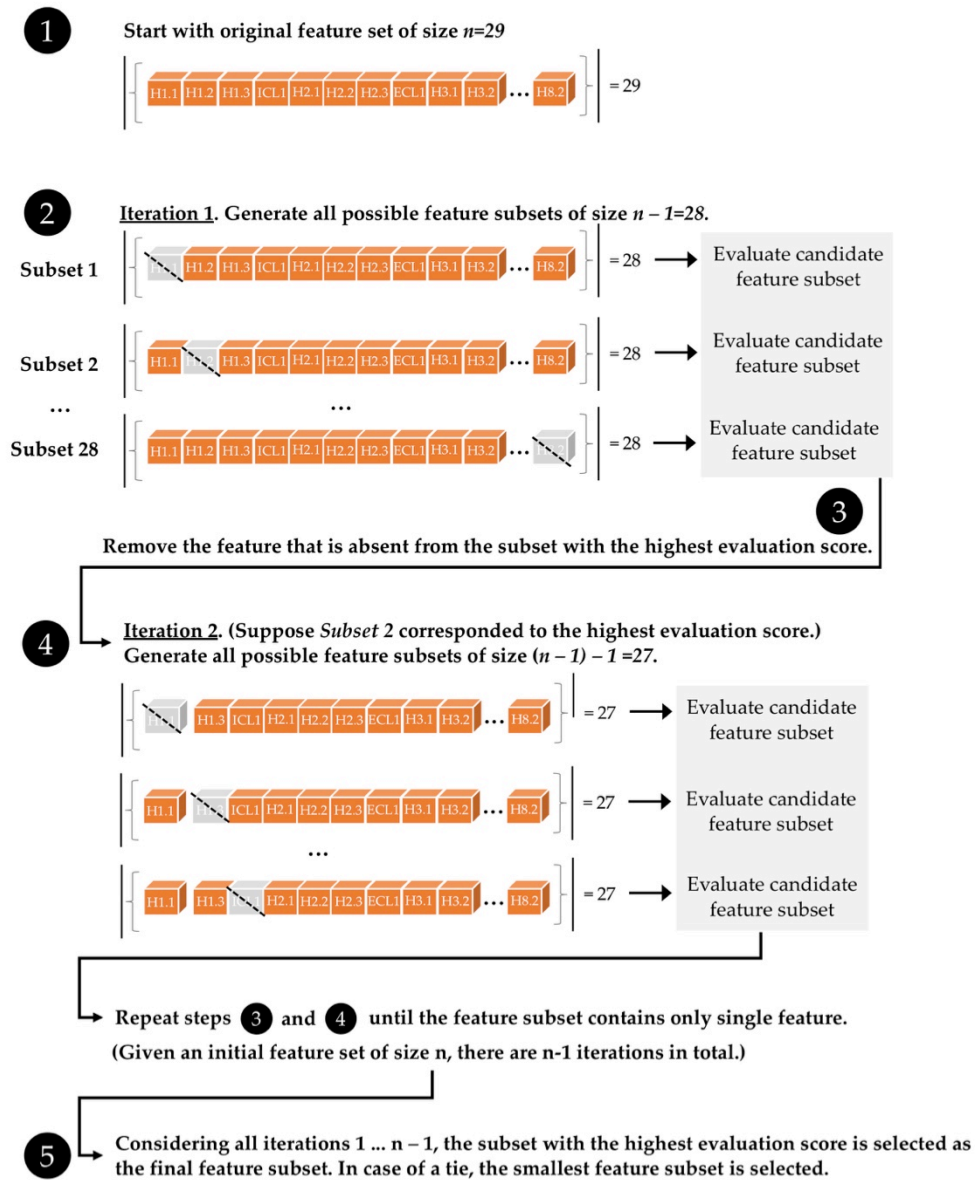 1
Start with original feature set of size n=29
H1.1 H1.2 H1.3 ICL1 H2.1 H2.2 H2.3 ECL1 H3.1 H3.2 ... H8.2 = 29
2
Iteration 1. Generate all possible feature subsets of size n – 1=28.
Subset 1
H1.1 H1.2 H1.3 ICL1 H2.1 H2.2 H2.3 ECL1 H3.1 H3.2 ... H8.2 = 28
Evaluate candidate
feature subset
Subset 2
H1.1 H1.2 H1.3 ICL1 H2.1 H2.2 H2.3 ECL1 H3.1 H3.2 ... H8.2 = 28
Evaluate candidate
feature subset
...
...
Subset 28
H1.1 H1.2 H1.3 ICL1 H2.1 H2.2 H2.3 ECL1 H3.1 H3.2 ... H8.2 = 28
Evaluate candidate
feature subset
3
Remove the feature that is absent from the subset with the highest evaluation score.
4
Iteration 2. (Suppose Subset 2 corresponded to the highest evaluation score.)
Generate all possible feature subsets of size (n – 1) – 1 =27.
H1.1 H1.3 ICL1 H2.1 H2.2 H2.3 ECL1 H3.1 H3.2 ... H8.2 = 27
Evaluate candidate
feature subset
H1.1 H1.3 ICL1 H2.1 H2.2 H2.3 ECL1 H3.1 H3.2 ... H8.2 = 27
Evaluate candidate
feature subset
...
H1.1 H1.3 ICL1 H2.1 H2.2 H2.3 ECL1 H3.1 H3.2 ... H8.2 = 27
Evaluate candidate
feature subset
Repeat steps 3 and 4 until the feature subset contains only single feature.
(Given an initial feature set of size n, there are n-1 iterations in total.)
5
Considering all iterations 1 ... n – 1, the subset with the highest evaluation score is selected as
the final feature subset. In case of a tie, the smallest feature subset is selected.